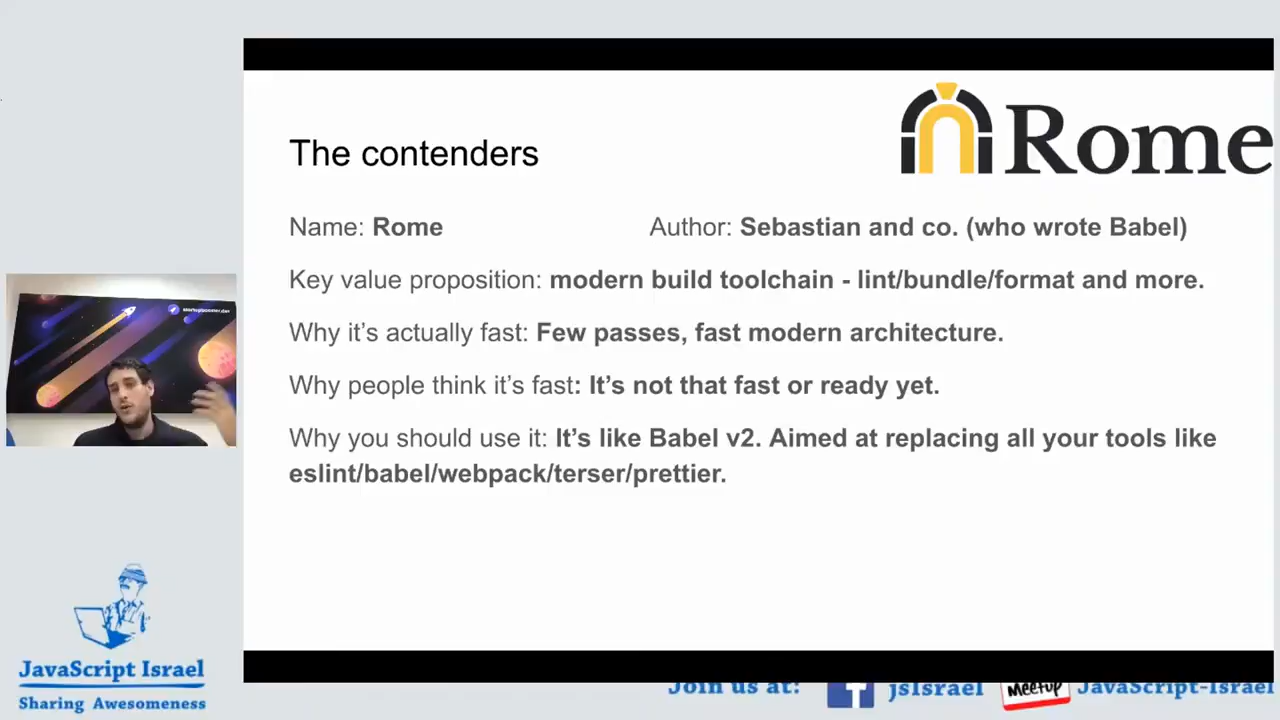 Rome
The contenders
Name: Rome
Author: Sebastian and co. (who wrote Babel)
Key value proposition: modern build toolchain - lint/bundle/format and more.
Why it's actually fast: Few passes, fast modern architecture.
Why people think it's fast: It's not that fast or ready yet.
Why you should use it: It's like Babel v2. Aimed at replacing all your tools like
eslint/babel/webpack/terser/prettier.
JavaScript Israel
Sharing Awesomeness
Join us at:
jsIsrael
Meetup
JavaScript-Israel